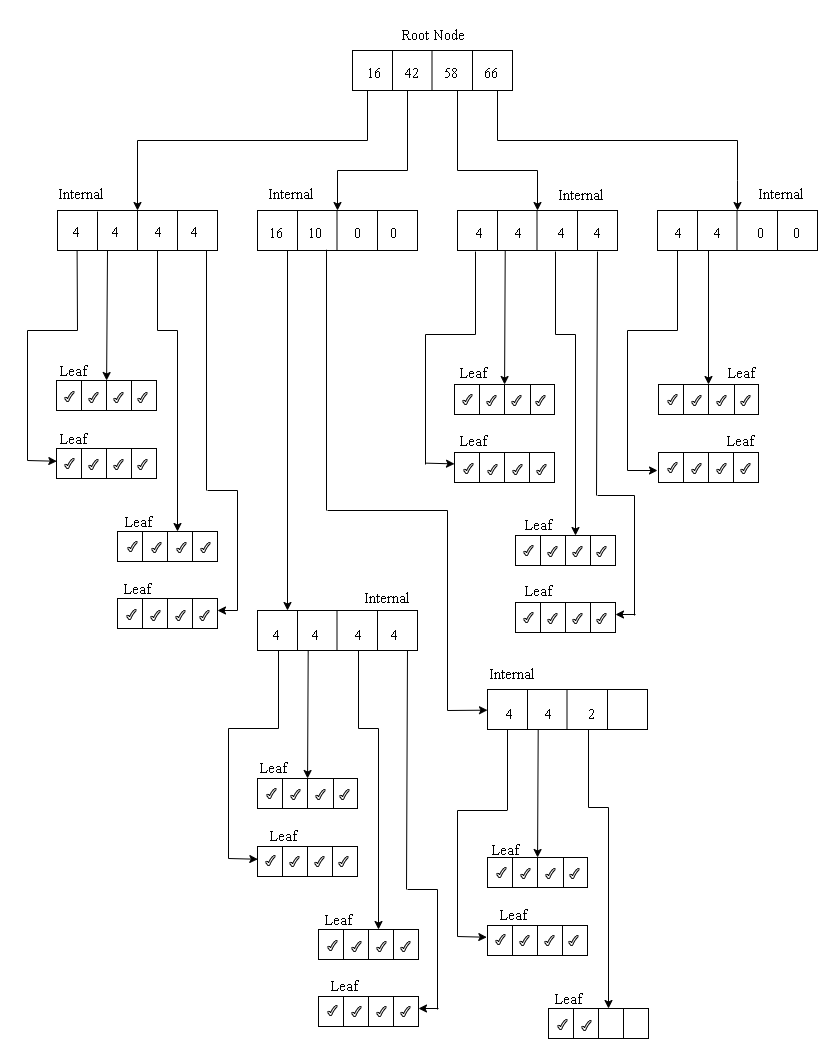 Root Node
16 42 58 66
Internal Internal Internal Internal
4 4 4 4 16 10 0 0 4 4 4 4 4 4 0 0
Leaf Leaf Leaf
✓ ✓ ✓ ✓ ✓ ✓ ✓ ✓ ✓ ✓ ✓ ✓
Leaf Leaf Leaf
✓ ✓ ✓ ✓ ✓ ✓ ✓ ✓ ✓ ✓ ✓ ✓
Leaf Leaf
✓ ✓ ✓ ✓ ✓ ✓ ✓ ✓
Leaf Leaf
✓ ✓ ✓ ✓ ✓ ✓ ✓ ✓
Internal
4 4 4 4
Internal
4 4 2
Leaf
✓ ✓ ✓ ✓
Leaf
✓ ✓ ✓ ✓
Leaf
✓ ✓ ✓ ✓
Leaf
✓ ✓ ✓ ✓
Leaf
✓ ✓ ✓ ✓
Leaf
✓ ✓ ✓ ✓
Leaf
✓ ✓